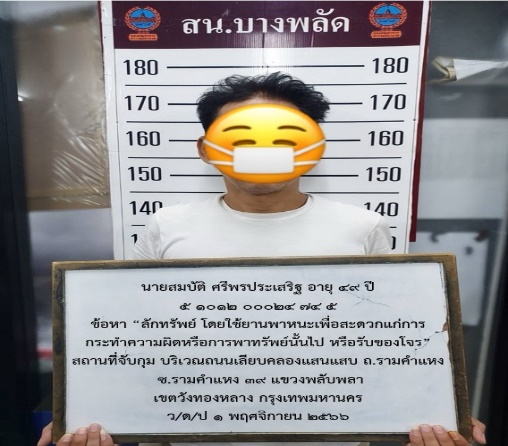 สน.บางพลัด
180 180
170 170
160 160
150 150
140 140
นายสมบัติ ศรีพรประเสริฐ อายุ ๔๙ ปี
๕ ๑๐๑๒ ๐๐๐๒๔ ๗๔ ๕
ข้อหา “ลักทรัพย์ โดยใช้ยานพาหนะเพื่อสะดวกแก่การ
กระทำความผิดหรือการพาทรัพย์นั้นไป หรือรับของโจร”
สถานที่จับกุม บริเวณถนนเลียบคลองแสนแสบ ถ.รามคำแหง
ซ.รามคำแหง ๓๙ แขวงพลับพลา
เขตวังทองหลาง กรุงเทพมหานคร
ว/ด/ป ๑ พฤศจิกายน ๒๕๖๖